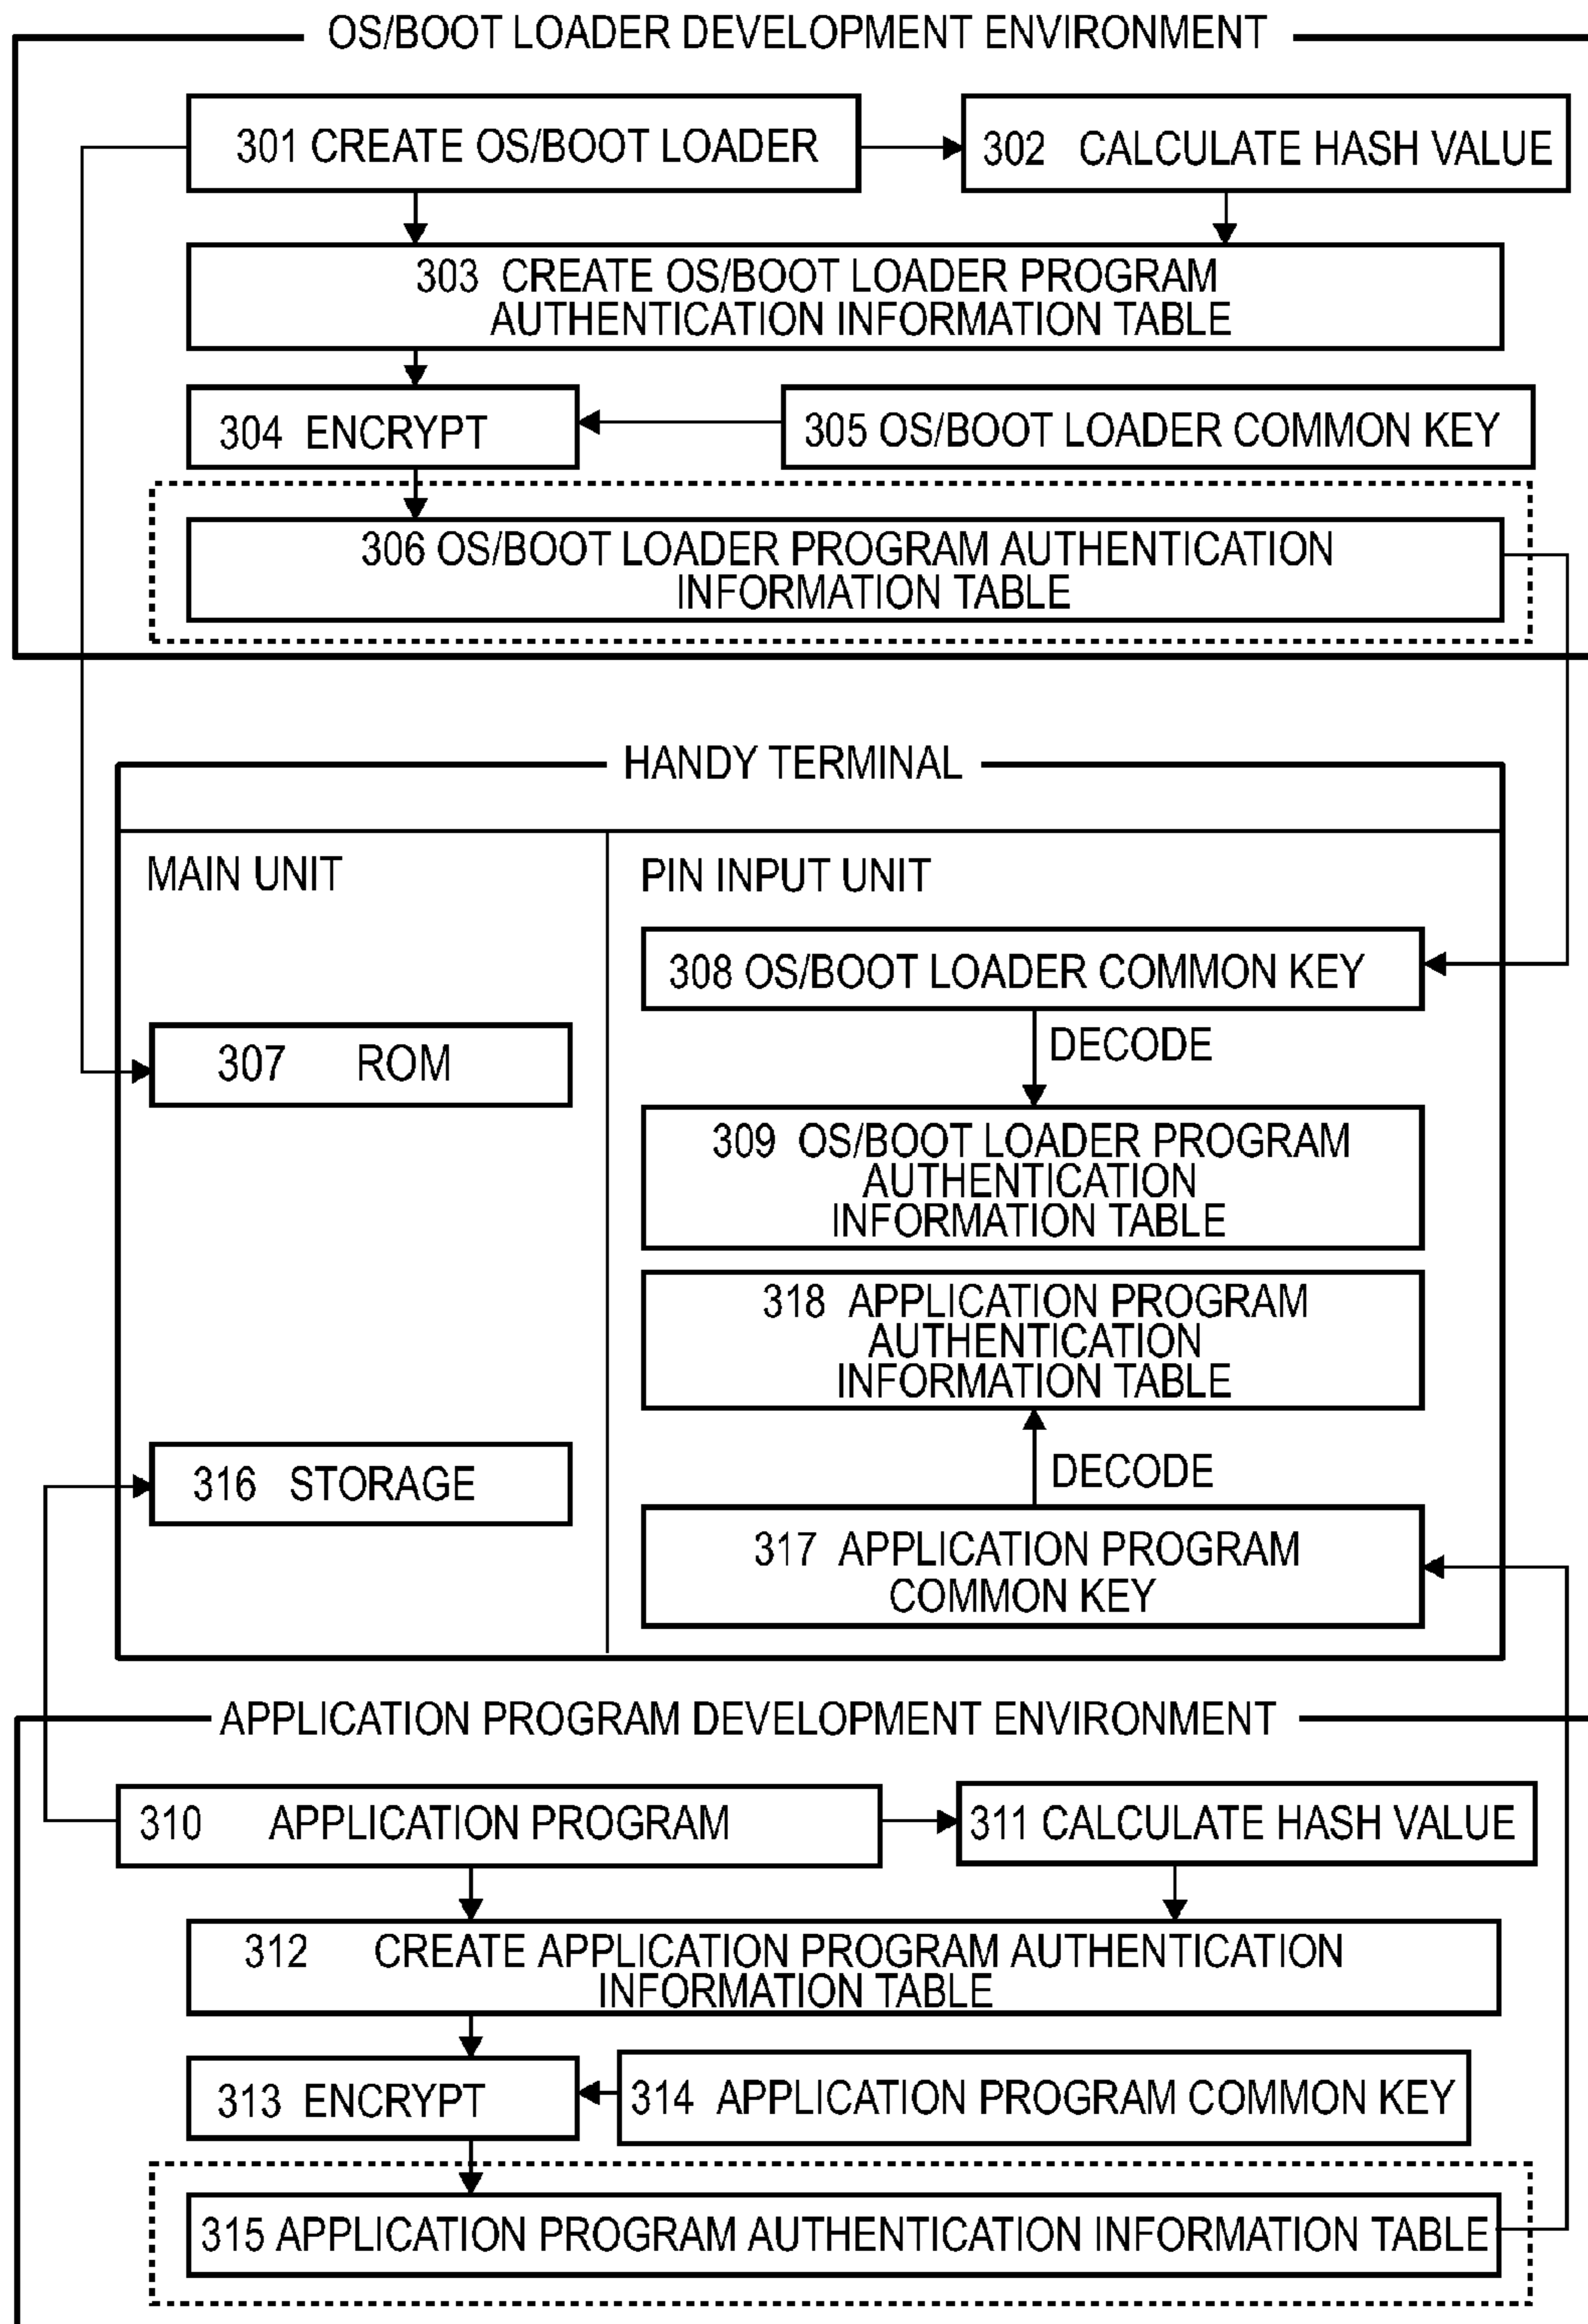 OS/BOOT LOADER DEVELOPMENT ENVIRONMENT
301 CREATE OS/BOOT LOADER
302 CALCULATE HASH VALUE
303 CREATE OS/BOOT LOADER PROGRAM
AUTHENTICATION INFORMATION TABLE
304 ENCRYPT
305 OS/BOOT LOADER COMMON KEY
306 OS/BOOT LOADER PROGRAM AUTHENTICATION
INFORMATION TABLE
HANDY TERMINAL
MAIN UNIT
PIN INPUT UNIT
308 OS/BOOT LOADER COMMON KEY
DECODE
307 ROM
309 OS/BOOT LOADER PROGRAM
AUTHENTICATION
INFORMATION TABLE
318 APPLICATION PROGRAM
AUTHENTICATION
INFORMATION TABLE
DECODE
316 STORAGE
317 APPLICATION PROGRAM
COMMON KEY
APPLICATION PROGRAM DEVELOPMENT ENVIRONMENT
310 APPLICATION PROGRAM
311 CALCULATE HASH VALUE
312 CREATE APPLICATION PROGRAM AUTHENTICATION
INFORMATION TABLE
313 ENCRYPT
314 APPLICATION PROGRAM COMMON KEY
315 APPLICATION PROGRAM AUTHENTICATION INFORMATION TABLE